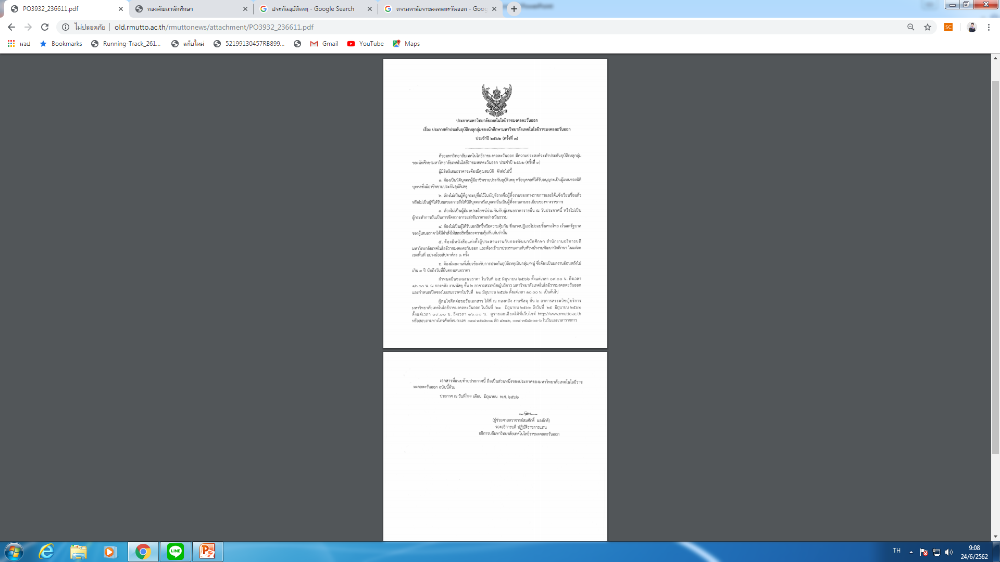 PO3932_236611.pdf
กองพัฒนานักศึกษา
ประกันอุบัติเหตุ - Google Search
ตรามหาลัยราชมงคลตะวันออก - Goog
ไม่ปลอดภัย
old.rmutto.ac.th/rmuttonews/attachment/PO3932_236611.pdf
SC
แอป
Bookmarks
Running-Track_261...
แท็บใหม่
52199130457RB899...
Gmail
YouTube
Maps
ประกาศมหาวิทยาลัยเทคโนโลยีราชมงคลตะวันออก
เรื่อง ประกาศทำประกันอุบัติเหตุกลุ่มของนักศึกษามหาวิทยาลัยเทคโนโลยีราชมงคลตะวันออก
ประจำปี ๒๕๖๒ (ครั้งที่ ๓)
ด้วยมหาวิทยาลัยเทคโนโลยีราชมงคลตะวันออก มีความประสงค์จะทำประกันอุบัติเหตุกลุ่ม
ของนักศึกษามหาวิทยาลัยเทคโนโลยีราชมงคลตะวันออก ประจำปี ๒๕๖๒ (ครั้งที่ ๓)
ผู้มีสิทธิเสนอราคาจะต้องมีคุณสมบัติ ดังต่อไปนี้
๑. ต้องเป็นนิติบุคคลผู้มีอาชีพขายประกันอุบัติเหตุ หรือบุคคลที่ได้รับอนุญาตเป็นผู้แทนของนิติ
บุคคลซึ่งมีอาชีพขายประกันอุบัติเหตุ
๒. ต้องไม่เป็นผู้ที่ถูกระบุชื่อไว้ในบัญชีรายชื่อผู้ทิ้งงานของทางราชการและได้แจ้งเวียนชื่อแล้ว
หรือไม่เป็นผู้ที่ได้รับผลของการสั่งให้นิติบุคคลหรือบุคคลอื่นเป็นผู้ทิ้งงานตามระเบียบของทางราชการ
๓. ต้องไม่เป็นผู้มีผลประโยชน์ร่วมกันกับผู้เสนอราคารายอื่น ณ วันประกาศนี้ หรือไม่เป็น
ผู้กระทำการอันเป็นการขัดขวางการแข่งขันราคาอย่างเป็นธรรม
๔. ต้องไม่เป็นผู้ได้รับเอกสิทธิ์หรือความคุ้มกัน ซึ่งอาจปฏิเสธไม่ยอมขึ้นศาลไทย เว้นแต่รัฐบาล
ของผู้เสนอราคาได้มีคำสั่งให้สละสิทธิ์และความคุ้มกันเช่นว่านั้น
๕. ต้องมีหนังสือแต่งตั้งผู้ประสานงานกับกองพัฒนานักศึกษา สำนักงานอธิการบดี
มหาวิทยาลัยเทคโนโลยีราชมงคลตะวันออก และต้องเข้ามาประสานงานกับหัวหน้างานพัฒนานักศึกษา ในแต่ละ
เขตพื้นที่ อย่างน้อยสัปดาห์ละ ๑ ครั้ง
๖. ต้องมีผลงานที่เกี่ยวข้องกับการประกันอุบัติเหตุเป็นกลุ่ม/หมู่ ซึ่งต้องเป็นผลงานย้อนหลังไม่
เกิน ๓ ปี นับถึงวันที่ยื่นซองเสนอราคา
กำหนดยื่นซองเสนอราคา ในวันที่ ๒๕ มิถุนายน ๒๕๖๒ ตั้งแต่เวลา ๐๙.๐๐ น. ถึงเวลา
๑๖.๐๐ น. ณ กองคลัง งานพัสดุ ชั้น ๒ อาคารสรรพวิชญ์บริการ มหาวิทยาลัยเทคโนโลยีราชมงคลตะวันออก
และกำหนดเปิดซองใบเสนอราคาในวันที่ ๒๖ มิถุนายน ๒๕๖๒ ตั้งแต่เวลา ๑๐.๐๐ น. เป็นต้นไป
ผู้สนใจติดต่อขอรับเอกสาร ได้ที่ ณ กองคลัง งานพัสดุ ชั้น ๒ อาคารสรรพวิชญ์บริการ
มหาวิทยาลัยเทคโนโลยีราชมงคลตะวันออก ในวันที่ ๒๑ มิถุนายน ๒๕๖๒ ถึงวันที่ ๒๕ มิถุนายน ๒๕๖๒
ตั้งแต่เวลา ๐๙.๐๐ น. ถึงเวลา ๑๖.๐๐ น. ดูรายละเอียดได้ที่เว็บไซต์ http://www.rmutto.ac.th
หรือสอบถามทางโทรศัพท์หมายเลข ๐๓๘-๓๕๘๒๐๑ ต่อ ๘๒๑๒, ๐๓๘-๓๕๘๒๐๑-๖ ในวันและเวลาราชการ
เอกสารที่แนบท้ายประกาศนี้ ถือเป็นส่วนหนึ่งของประกาศของมหาวิทยาลัยเทคโนโลยีราช
มงคลตะวันออก ฉบับนี้ด้วย
ประกาศ ณ วันที่ ๒๑ เดือน มิถุนายน พ.ศ. ๒๕๖๒
(ผู้ช่วยศาสตราจารย์สมศักดิ์ ผลภักดี)
รองอธิการบดี ปฏิบัติราชการแทน
อธิการบดีมหาวิทยาลัยเทคโนโลยีราชมงคลตะวันออก
LINE
TH
9:08
24/6/2562